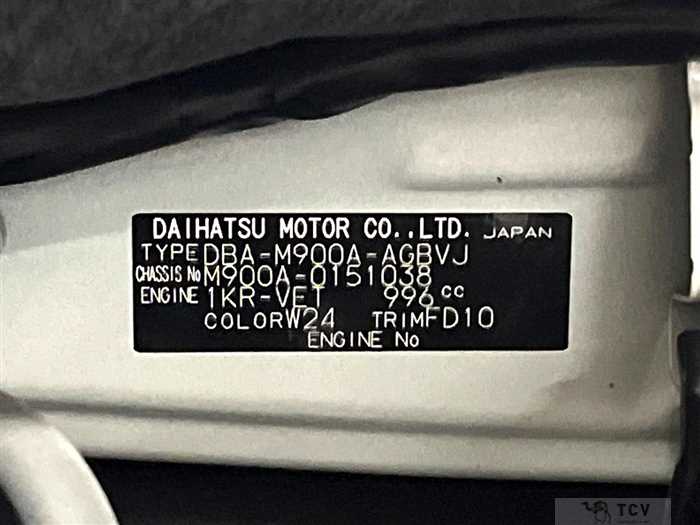 DAIHATSU MOTOR CO.,LTD. JAPAN
TYPE DBA-M900A-AGBVJ
CHASSIS No M900A-0151038
ENGINE 1KR-VET 996 cc
COLOR W24 TRIM FD10
ENGINE No
TCV